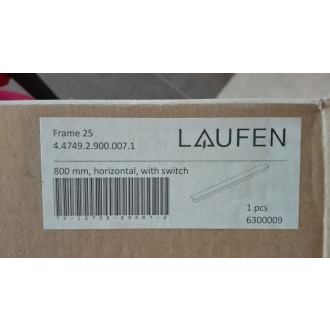 Frame 25
4.4749.2.900.007.1
LAUFEN
800 mm, horizontal, with switch
1 pcs
6300009